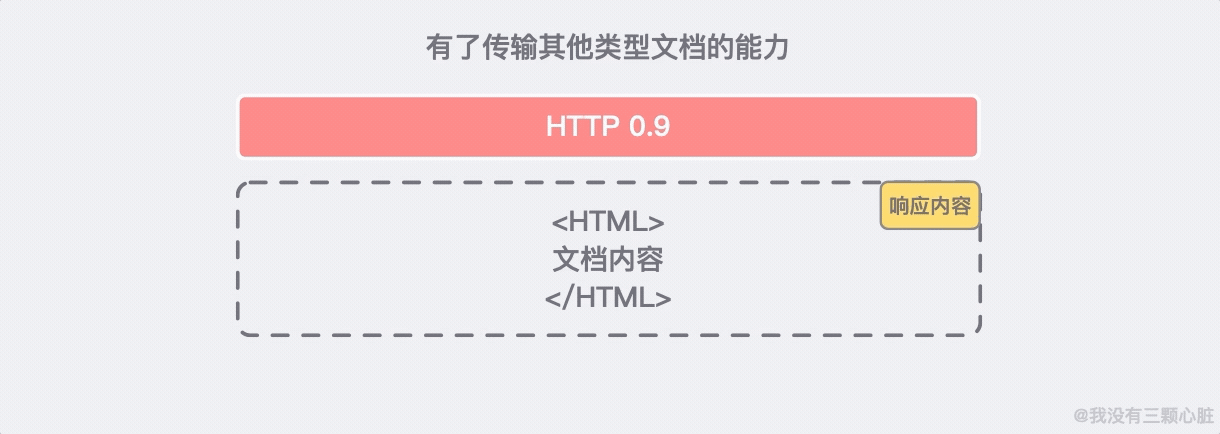 有了传输其他类型文档的能力
HTTP 0.9
响应内容
<HTML>
文档内容
</HTML>
@我没有三颗心脏